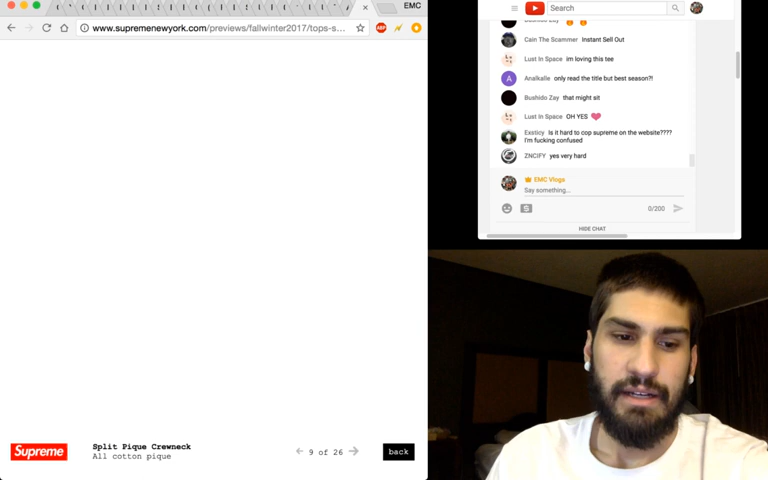 EMC
www.supremenewyork.com/previews/fallwinter2017/tops-s...
ABP
Search
Cain The Scammer Instant Sell Out
Lust In Space im loving this tee
A
Analkalle only read the title but best season?!
Bushido Zay that might sit
Lust In Space OH YES
Exsticy Is it hard to cop supreme on the website????
I'm fucking confused
ZNCIFY yes very hard
EMC Vlogs
Say something...
0/200
HIDE CHAT
Supreme
Split Pique Crewneck
All cotton pique
9 of 26
back